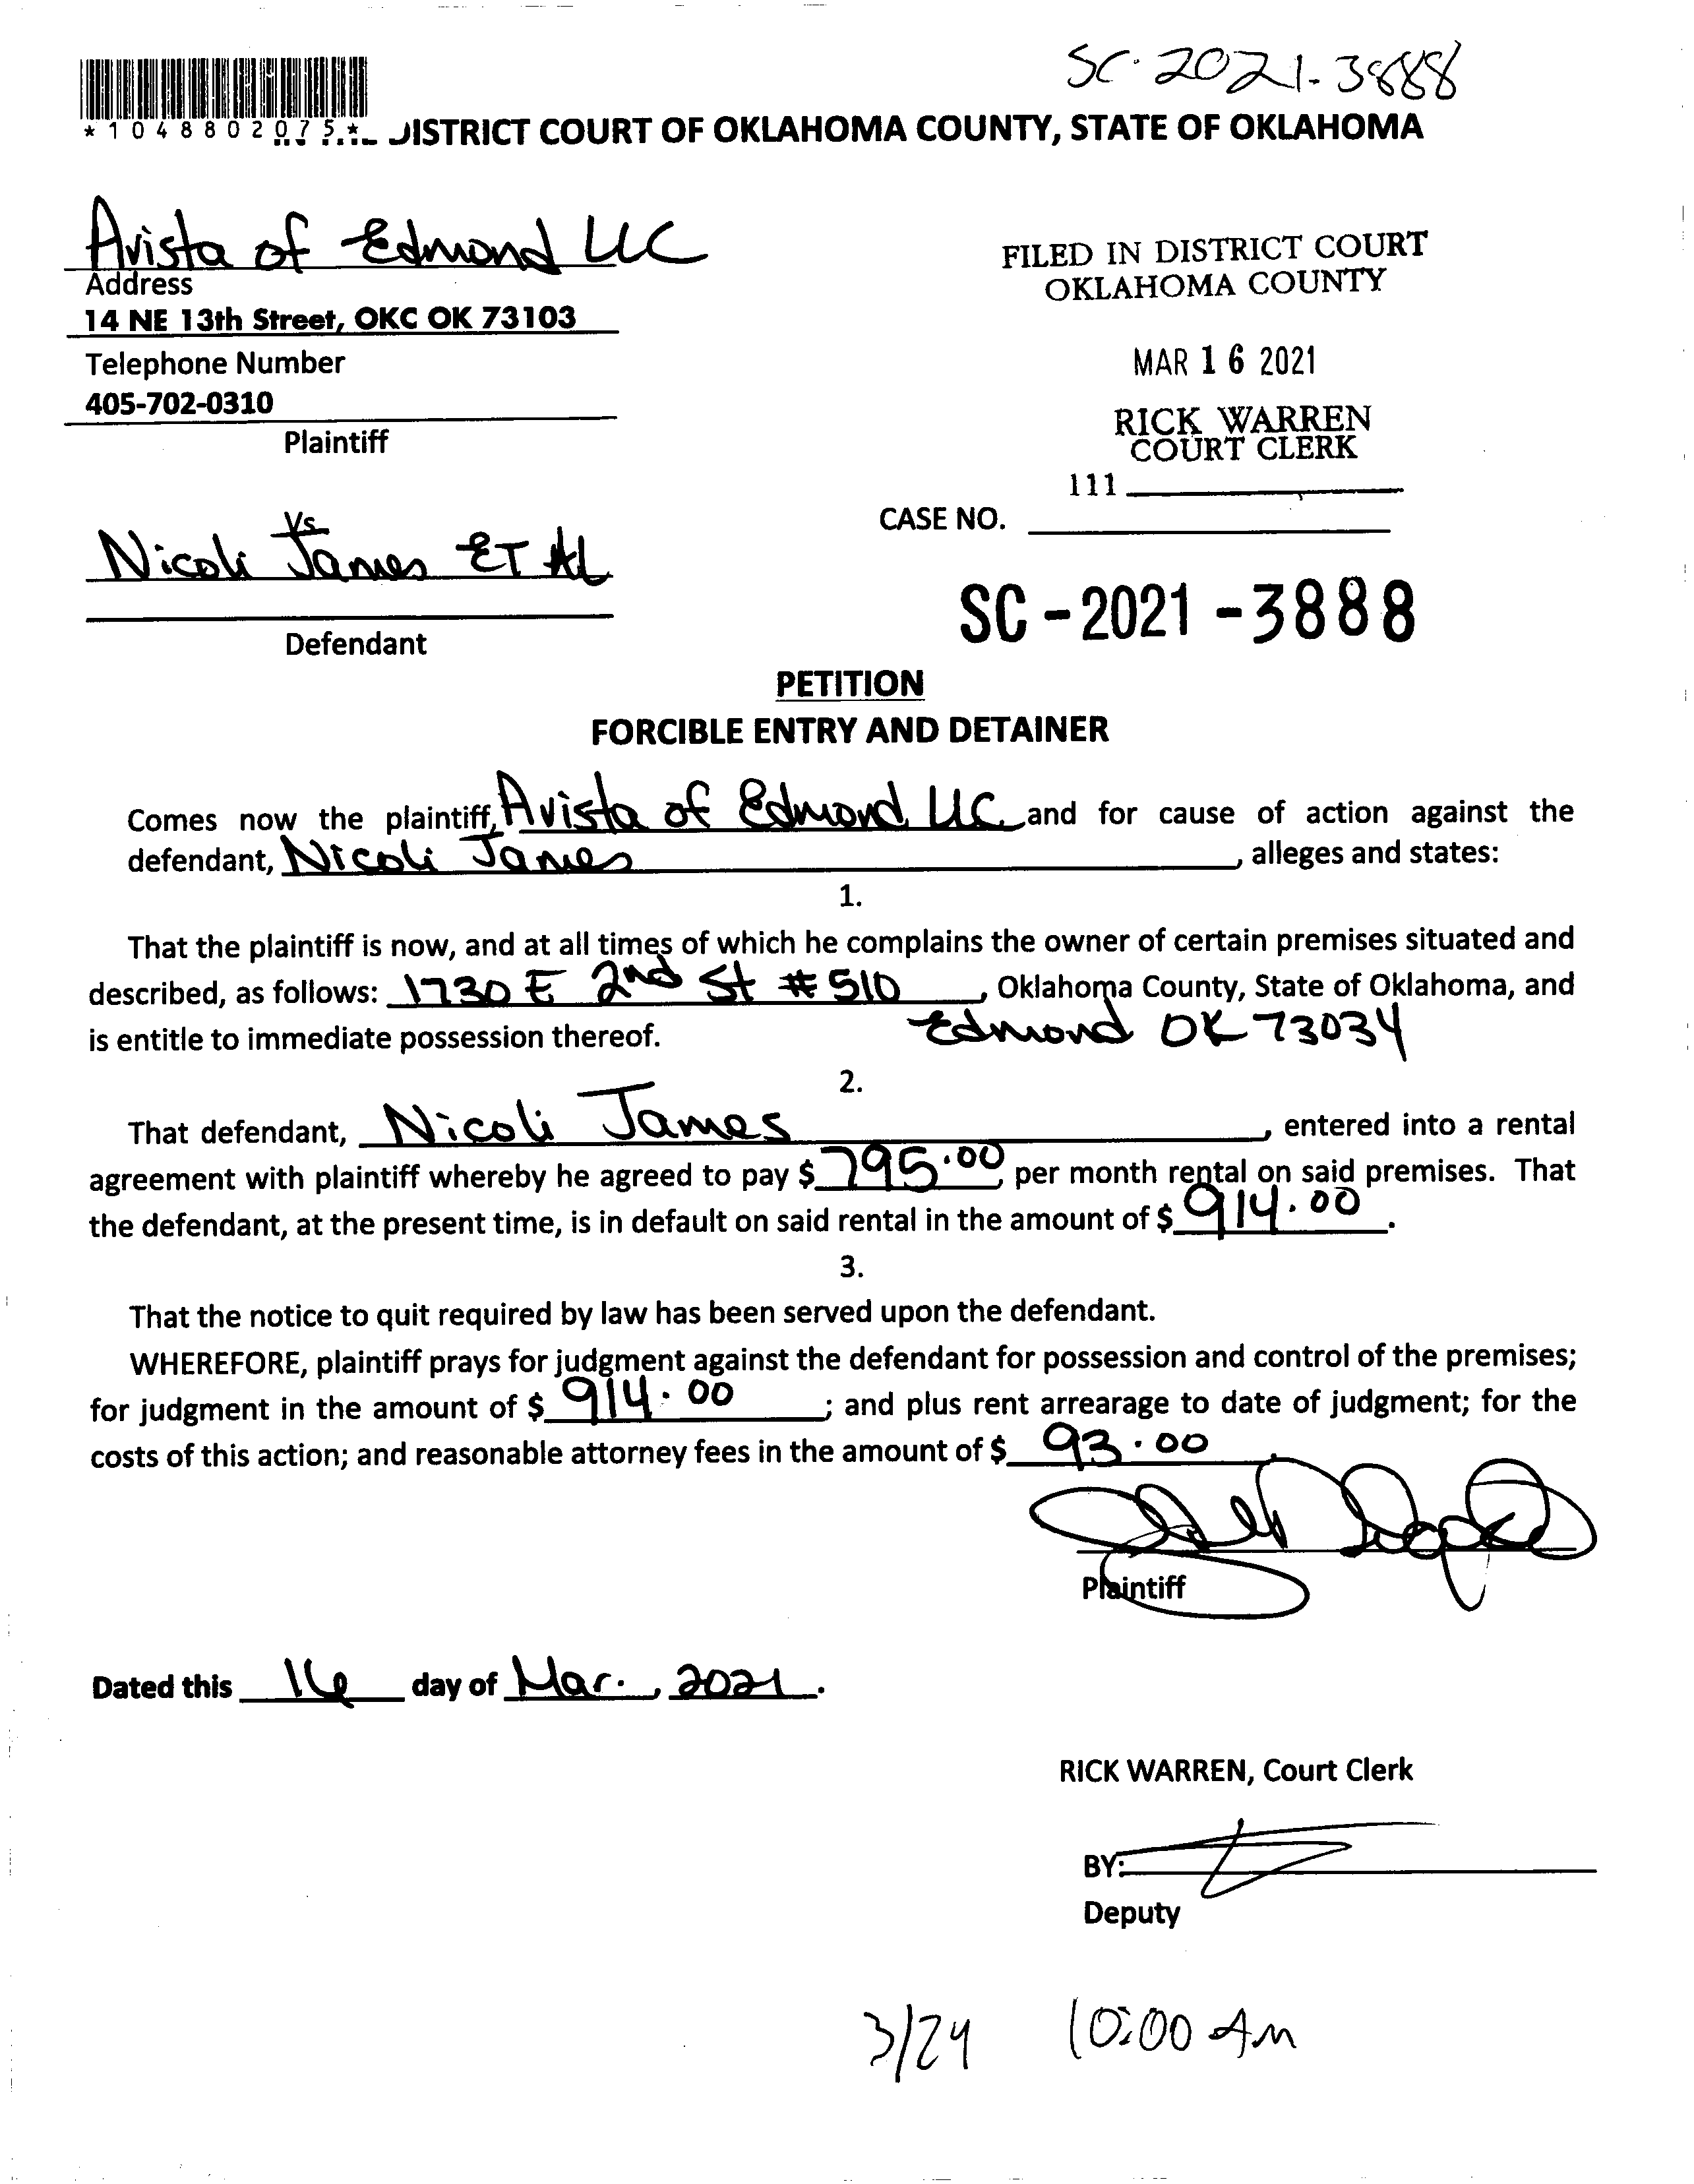 SC-2021-3888
*1048802075*
DISTRICT COURT OF OKLAHOMA COUNTY, STATE OF OKLAHOMA
Avista of Edmond LLC
Address
14 NE 13th Street, OKC OK 73103
Telephone Number
405-702-0310
Plaintiff
FILED IN DISTRICT COURT
OKLAHOMA COUNTY
MAR 16 2021
RICK WARREN
COURT CLERK
111
CASE NO.
Vs
Nicoli James ET AL
Defendant
SC-2021-3888
PETITION
FORCIBLE ENTRY AND DETAINER
Comes now the plaintiff, Avista of Edmond LLC and for cause of action against the
defendant, Nicoli James, alleges and states:
1.
That the plaintiff is now, and at all times of which he complains the owner of certain premises situated and
described, as follows: 1730 E 2nd St #510, Oklahoma County, State of Oklahoma, and
is entitle to immediate possession thereof. Edmond OK 73034
2.
That defendant, Nicoli James, entered into a rental
agreement with plaintiff whereby he agreed to pay $ 795.00, per month rental on said premises. That
the defendant, at the present time, is in default on said rental in the amount of $ 914.00.
3.
That the notice to quit required by law has been served upon the defendant.
WHEREFORE, plaintiff prays for judgment against the defendant for possession and control of the premises;
for judgment in the amount of $ 914.00; and plus rent arrearage to date of judgment; for the
costs of this action; and reasonable attorney fees in the amount of $ 93.00.
Plaintiff
Dated this 16 day of Mar., 2021.
RICK WARREN, Court Clerk
BY:
Deputy
3/24 10:00 AM